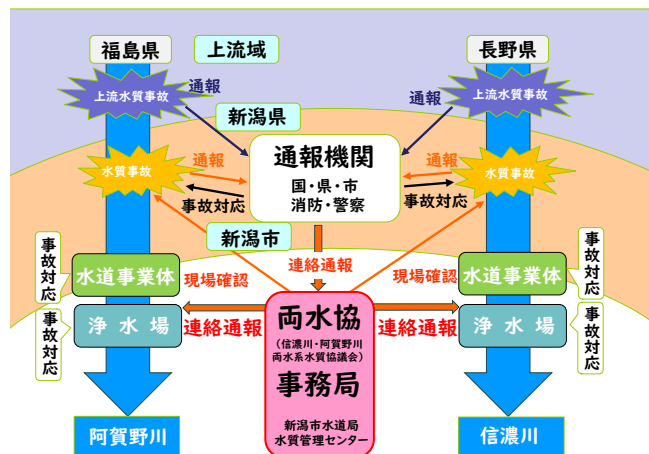 福島県
上流域
長野県
上流水質事故
通報
通報
上流水質事故
新潟県
通報機関
国・県・市
消防・警察
水質事故
通報
事故対応
通報
事故対応
水質事故
新潟市
連絡通報
事故対応
水道事業体
現場確認
現場確認
水道事業体
事故対応
事故対応
浄水場
連絡通報
両水協
(信濃川・阿賀野川
両水系水質協議会)
事務局
新潟市水道局
水質管理センター
連絡通報
浄水場
事故対応
阿賀野川
信濃川